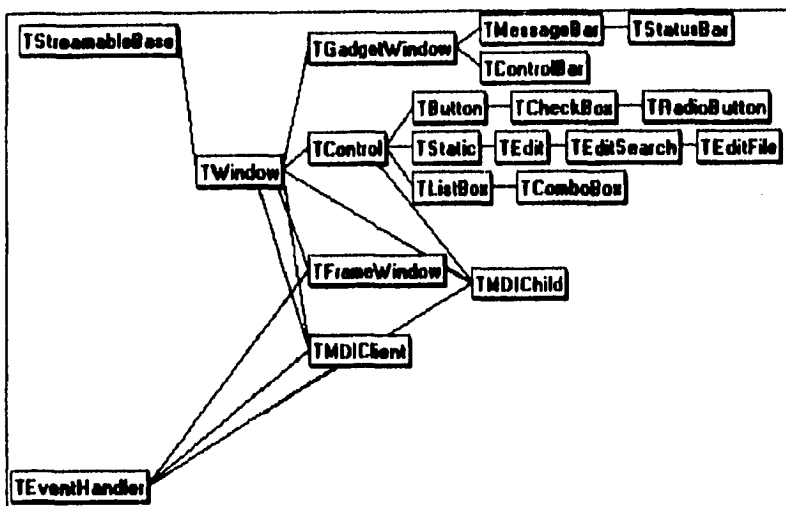 TStreamableBase
TGadgetWindow
TMessageBar
TStatusBar
TControlBar
TButton
TCheckBox
TRadioButton
TControl
TStatic
TEdit
TEditSearch
TEditFile
TWindow
TListBox
TComboBox
TFrameWindow
TMDIChild
TMDIClient
TEventHandler